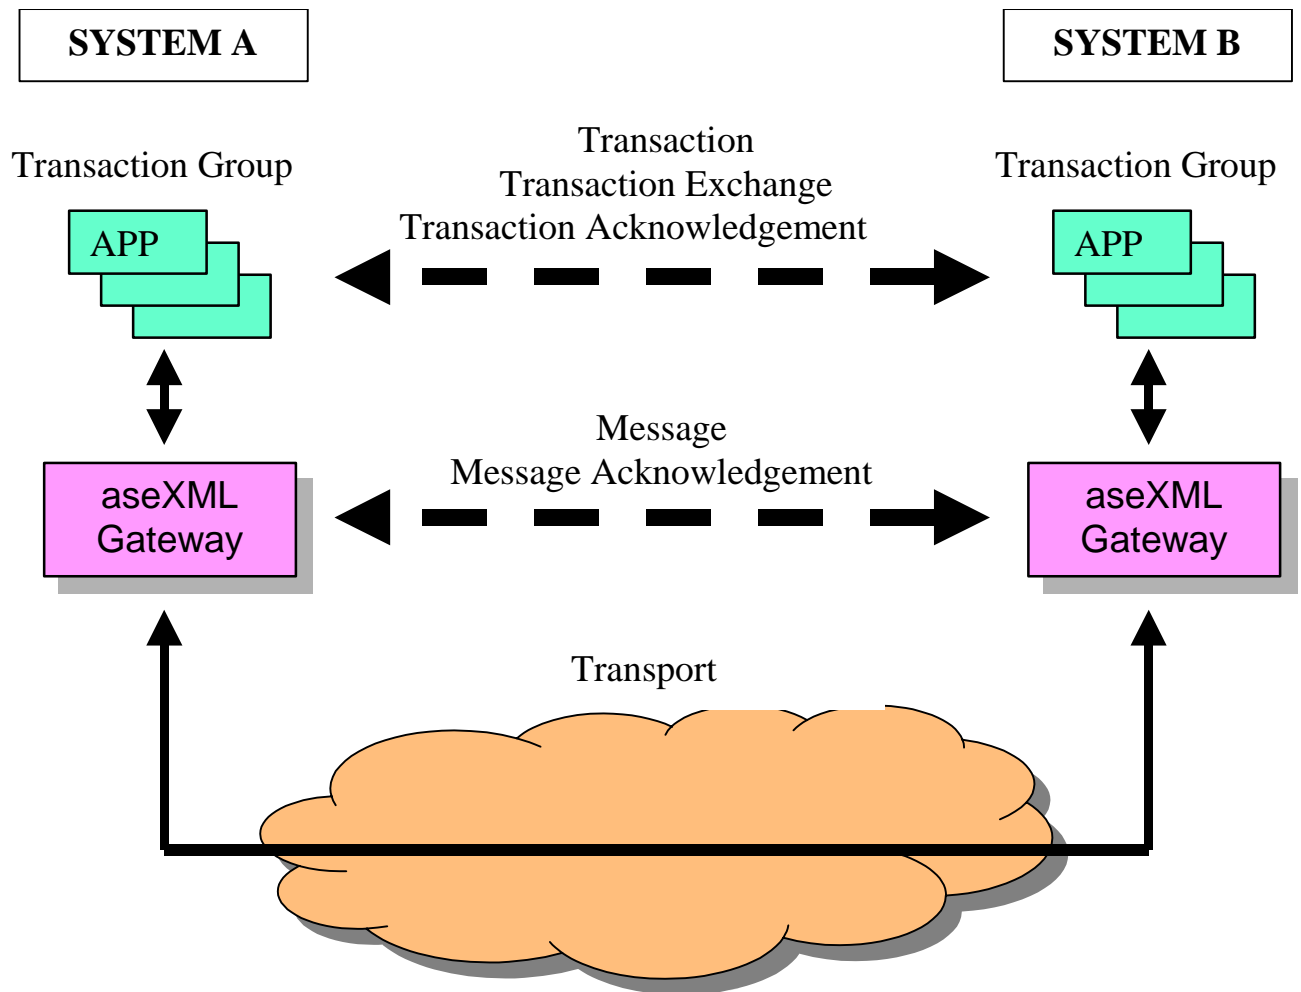 SYSTEM A
SYSTEM B
Transaction
Transaction Exchange
Transaction Acknowledgement
Transaction Group
Transaction Group
APP
APP
Message
Message Acknowledgement
aseXML
Gateway
aseXML
Gateway
Transport